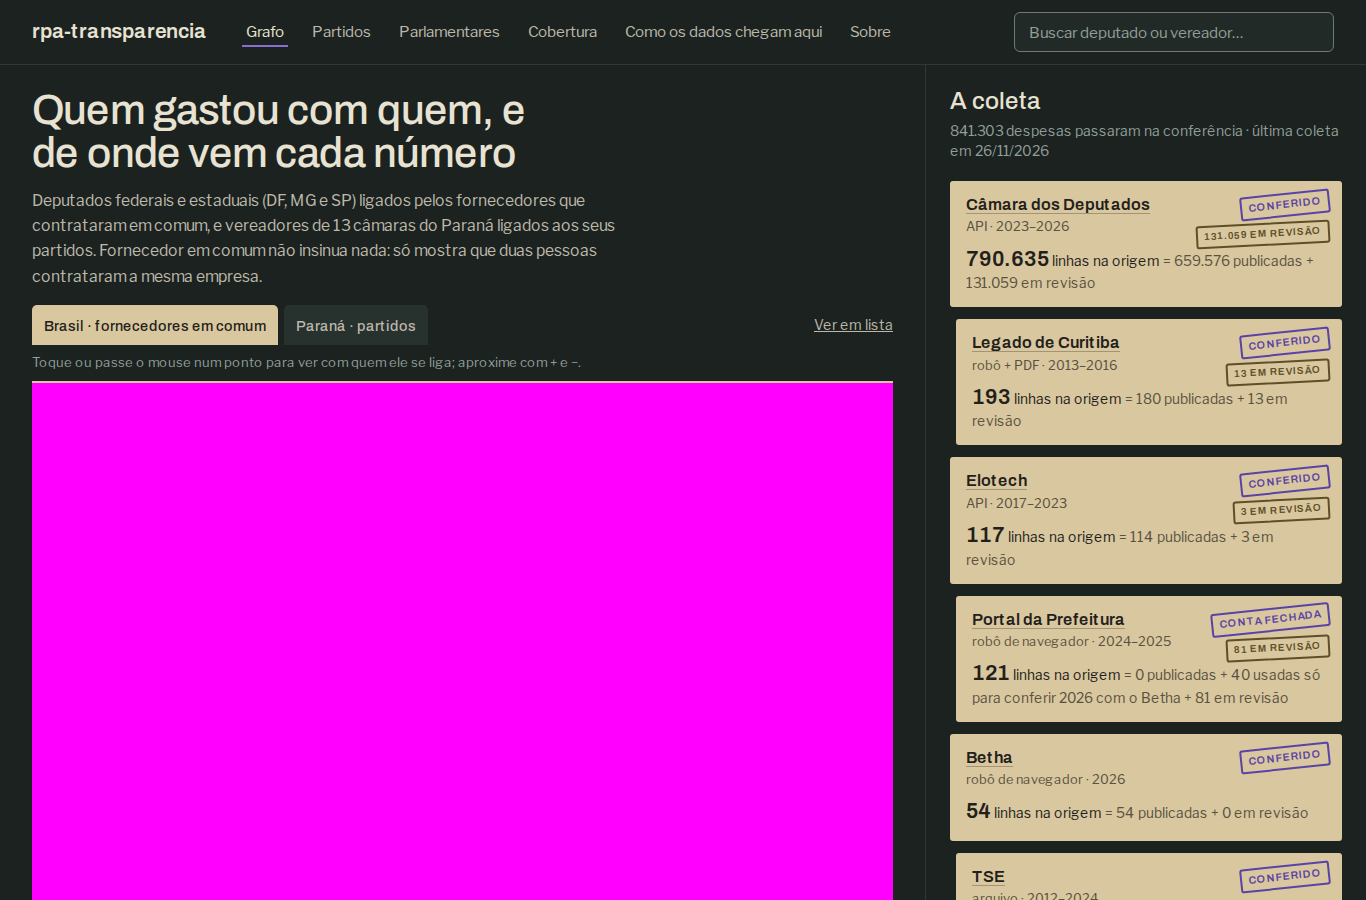 rpa-transparencia
Grafo
Partidos
Parlamentares
Cobertura
Como os dados chegam aqui
Sobre
Buscar deputado ou vereador...
Quem gastou com quem, e
de onde vem cada número
Deputados federais e estaduais (DF, MG e SP) ligados pelos fornecedores que
contrataram em comum, e vereadores de 13 câmaras do Paraná ligados aos seus
partidos. Fornecedor em comum não insinua nada: só mostra que duas pessoas
contrataram a mesma empresa.
Brasil · fornecedores em comum
Paraná · partidos
Ver em lista
Toque ou passe o mouse num ponto para ver com quem ele se liga; aproxime com + e −.
A coleta
841.303 despesas passaram na conferência · última coleta
em 26/11/2026
Câmara dos Deputados
CONFERIDO
API · 2023–2026
131.059 EM REVISÃO
790.635 linhas na origem = 659.576 publicadas +
131.059 em revisão
Legado de Curitiba
CONFERIDO
robô + PDF · 2013–2016
13 EM REVISÃO
193 linhas na origem = 180 publicadas + 13 em
revisão
Elotech
CONFERIDO
API · 2017–2023
3 EM REVISÃO
117 linhas na origem = 114 publicadas + 3 em
revisão
Portal da Prefeitura
CONTA FECHADA
robô de navegador · 2024–2025
81 EM REVISÃO
121 linhas na origem = 0 publicadas + 40 usadas só
para conferir 2026 com o Betha + 81 em revisão
Betha
CONFERIDO
robô de navegador · 2026
54 linhas na origem = 54 publicadas + 0 em revisão
TSE
CONFERIDO
arquivo · 2012–2024